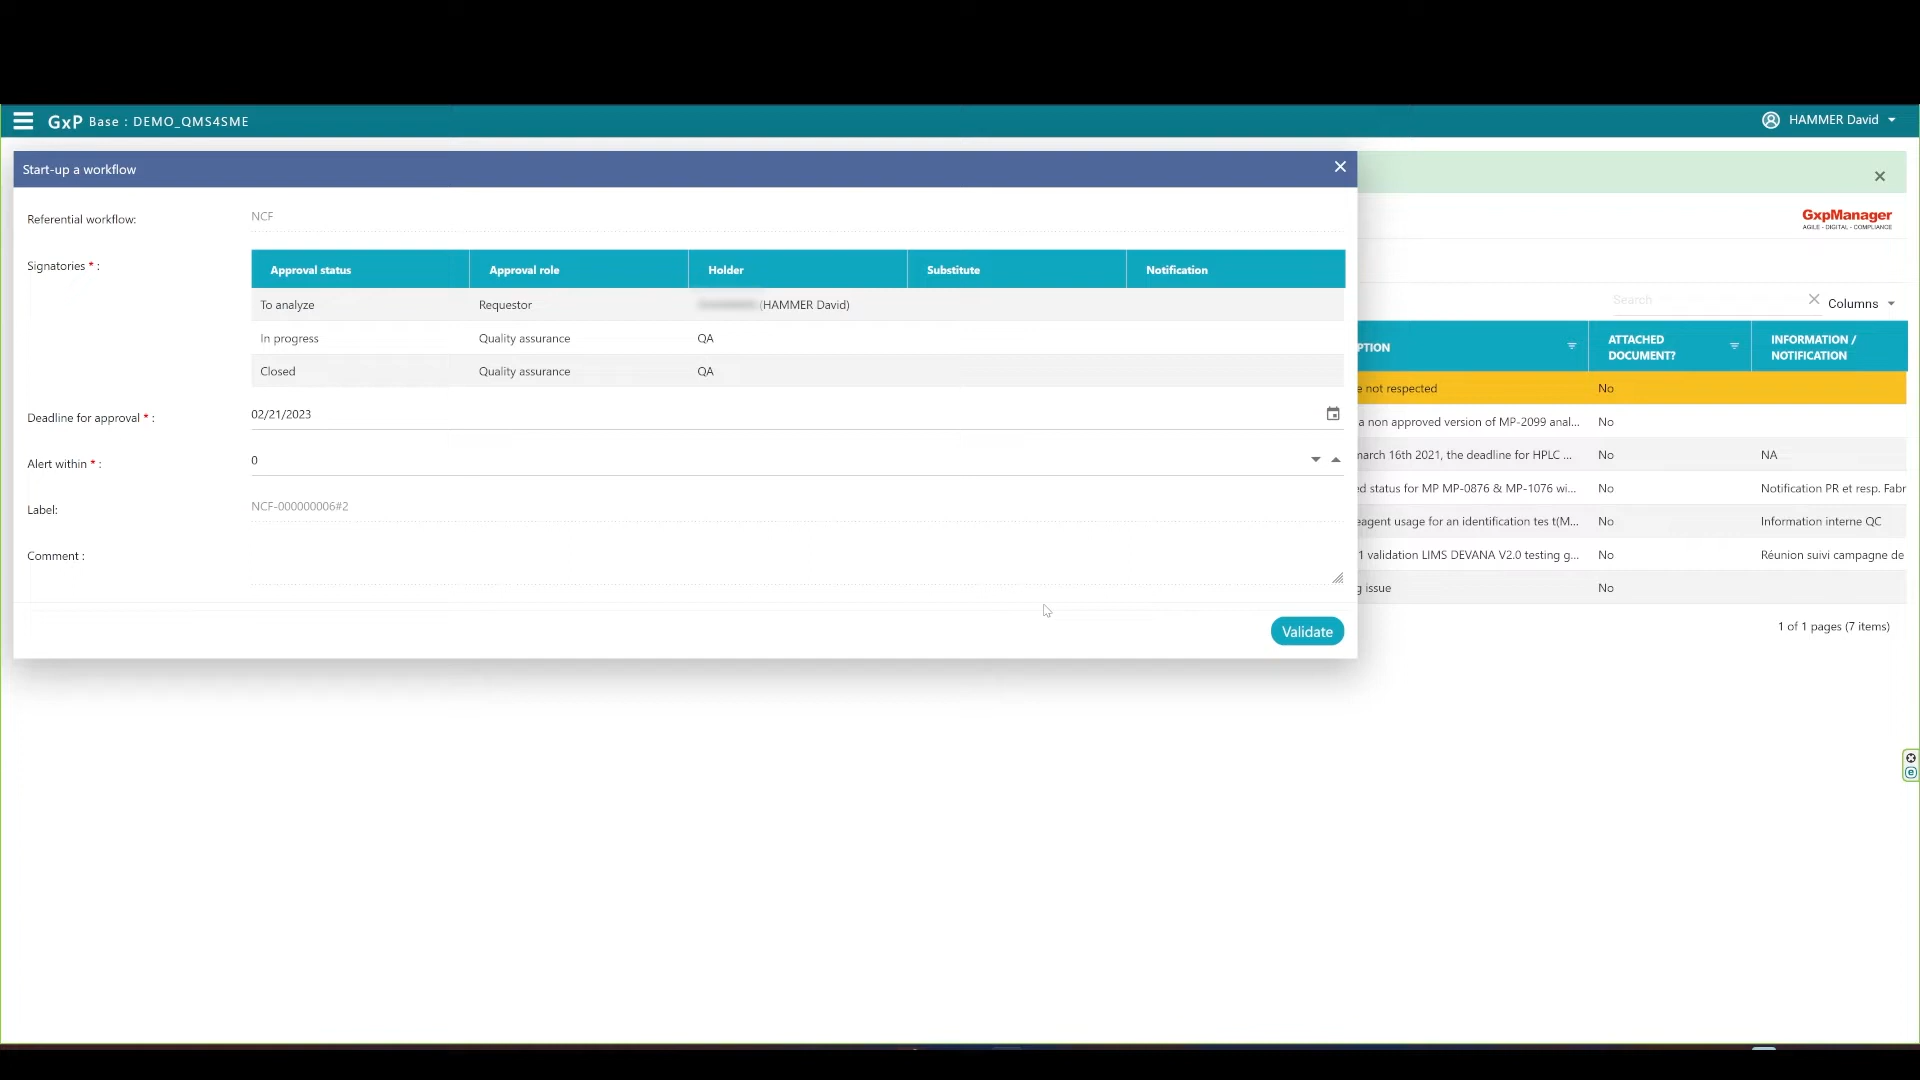 GxP Base : DEMO_QMS4SME
HAMMER David
Start-up a workflow
Referential workflow:
NCF
Signatories * :
Approval status Approval role Holder Substitute Notification
To analyze Requestor (HAMMER David)
In progress Quality assurance QA
Closed Quality assurance QA
Deadline for approval * :
02/21/2023
Alert within * :
0
Label:
NCF-000000006#2
Comment :
Validate
GxpManager
AGILE - DIGITAL - COMPLIANCE
Search
Columns
PTION ATTACHED DOCUMENT? INFORMATION / NOTIFICATION
e not respected No
a non approved version of MP-2099 anal... No
march 16th 2021, the deadline for HPLC ... No NA
d status for MP MP-0876 & MP-1076 wi... No Notification PR et resp. Fabr
eagent usage for an identification tes t(M... No Information interne QC
1 validation LIMS DEVANA V2.0 testing g... No Réunion suivi campagne de
g issue No
1 of 1 pages (7 items)